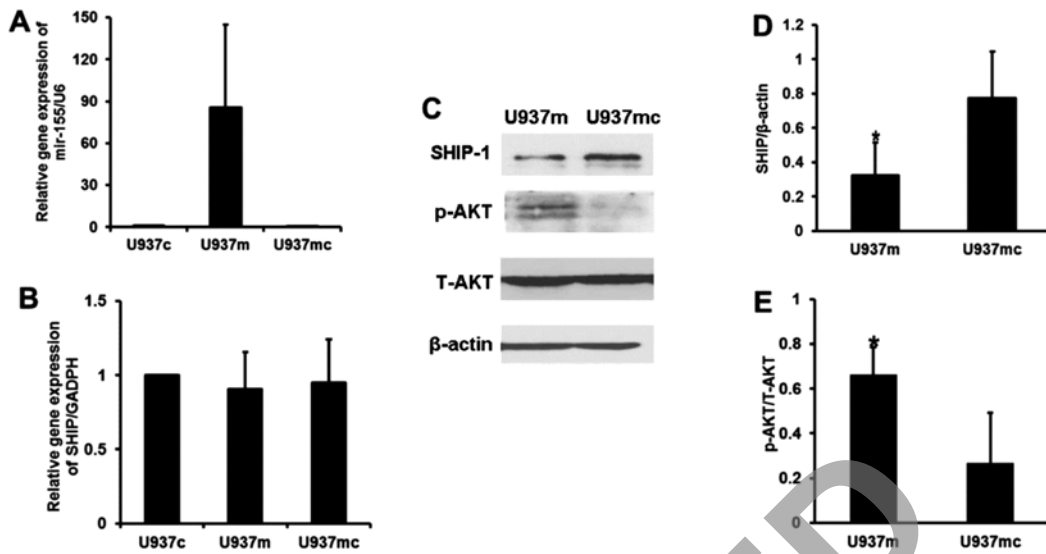 A
Relative gene expression of
mir-155/U6
150
120
90
60
30
0
U937c U937m U937mc
B
Relative gene expression
of SHIP/GADPH
1.5
1
0.5
0
U937c U937m U937mc
C
U937m U937mc
SHIP-1
p-AKT
T-AKT
β-actin
D
SHIP/β-actin
1.2
1
0.8
0.6
0.4
0.2
0
*
U937m U937mc
E
p-AKT/T-AKT
1
0.8
0.6
0.4
0.2
0
*
U937m U937mc